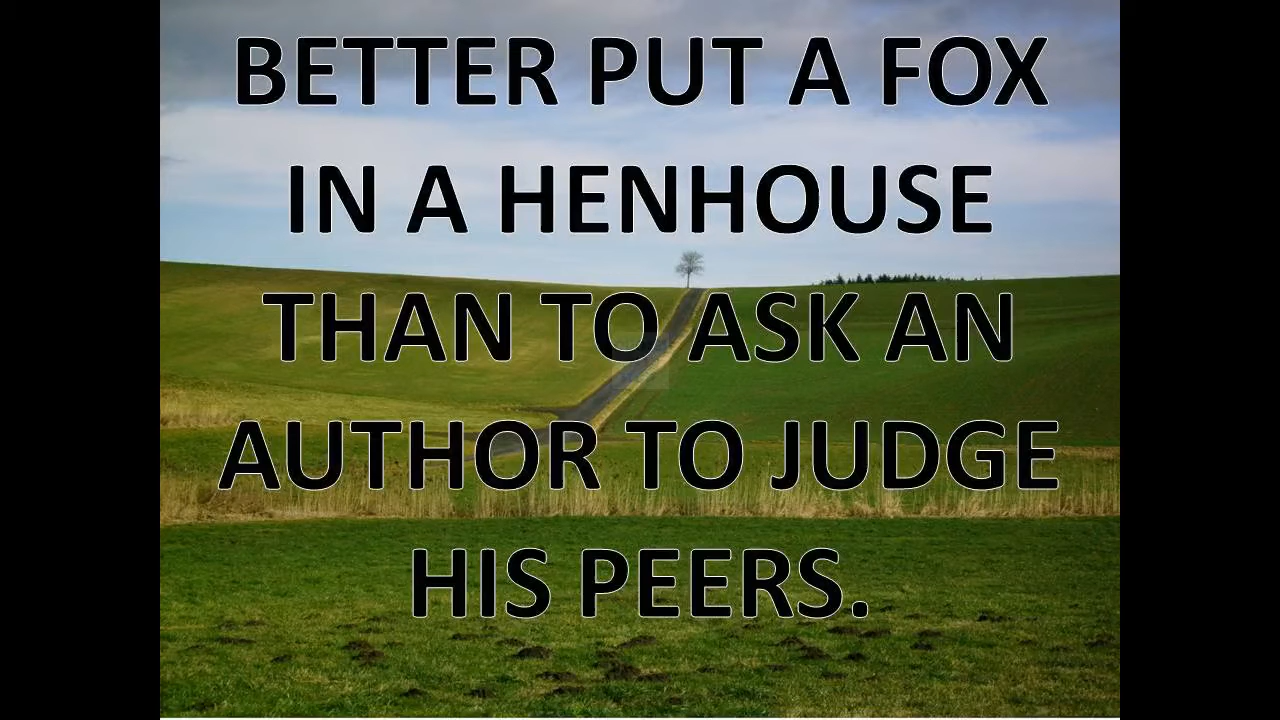 BETTER PUT A FOX
IN A HENHOUSE
THAN TO ASK AN
AUTHOR TO JUDGE
HIS PEERS.